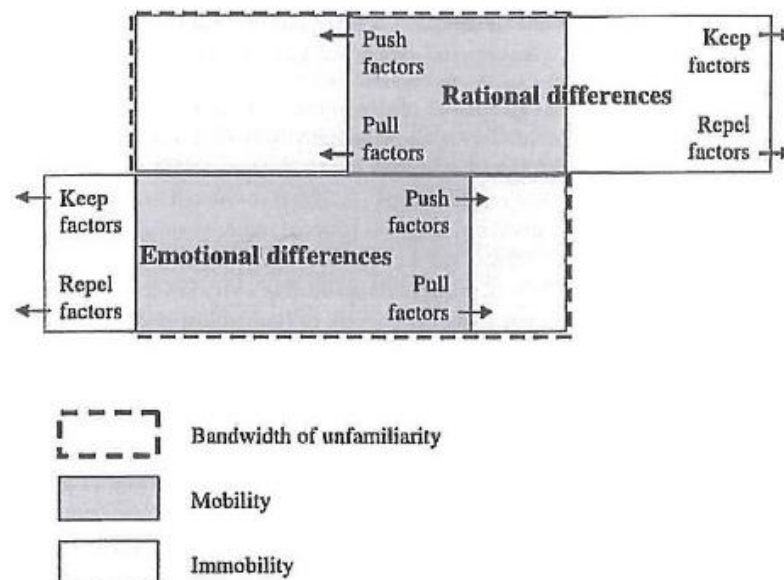 Push
factors
Keep
factors
Rational differences
Pull
factors
Repel
factors
Keep
factors
Push
factors
Emotional differences
Repel
factors
Pull
factors
Bandwidth of unfamiliarity
Mobility
Immobility